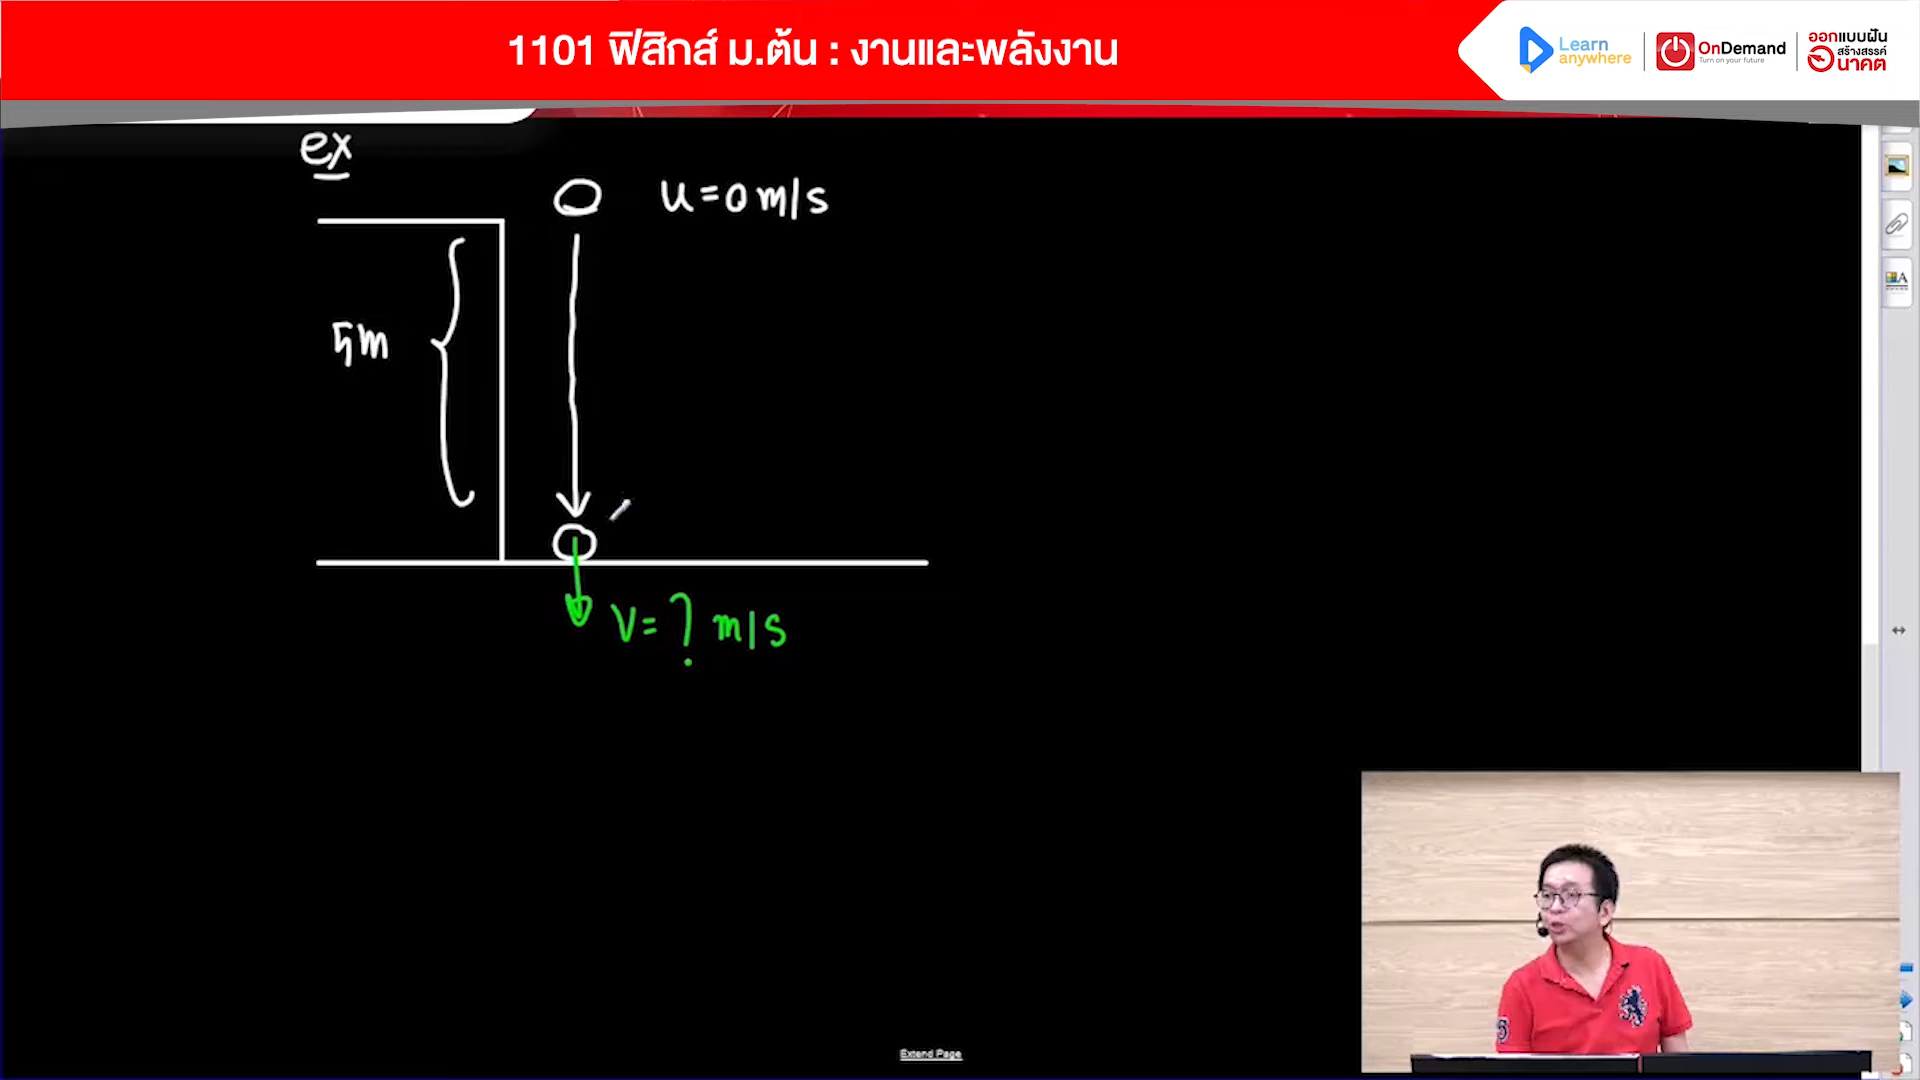 1101 ฟิสิกส์ ม.ต้น : งานและพลังงาน
Learn
anywhere
OnDemand
Turn on your future
ออกแบบฝัน
สร้างสรรค์
อนาคต
ex
u=0 m/s
5m
v= ? m/s
Extend Page